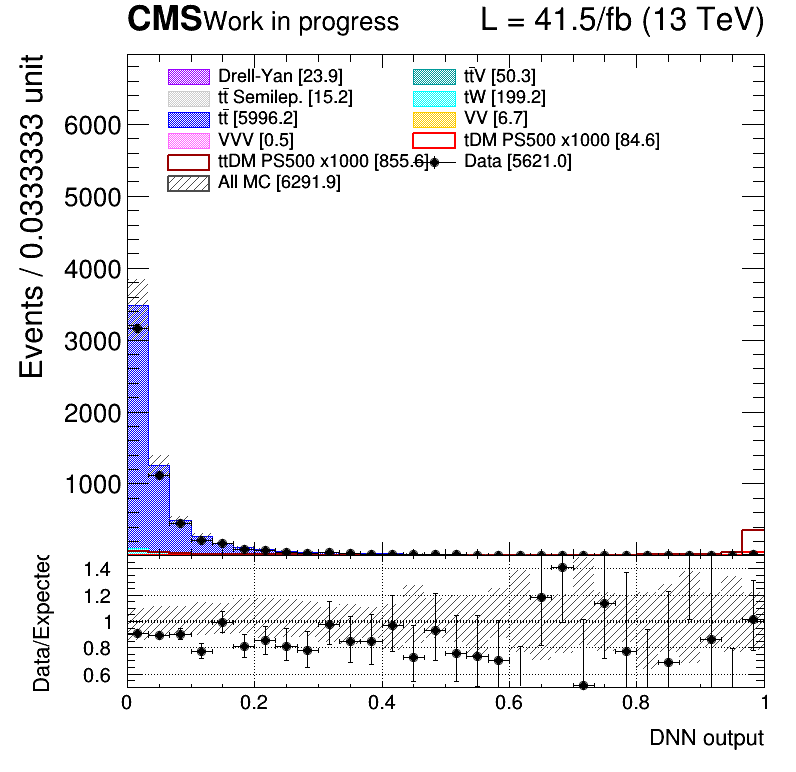 CMS Work in progress L = 41.5/fb (13 TeV)
Events / 0.0333333 unit
6000
5000
4000
3000
2000
1000
Drell-Yan [23.9] tt̄V [50.3]
tt̄ Semilep. [15.2] tW [199.2]
tt̄ [5996.2] VV [6.7]
VVV [0.5] tDM PS500 x1000 [84.6]
ttDM PS500 x1000 [855.6] Data [5621.0]
All MC [6291.9]
Data/Expected
1.4
1.2
1
0.8
0.6
0 0.2 0.4 0.6 0.8 1
DNN output